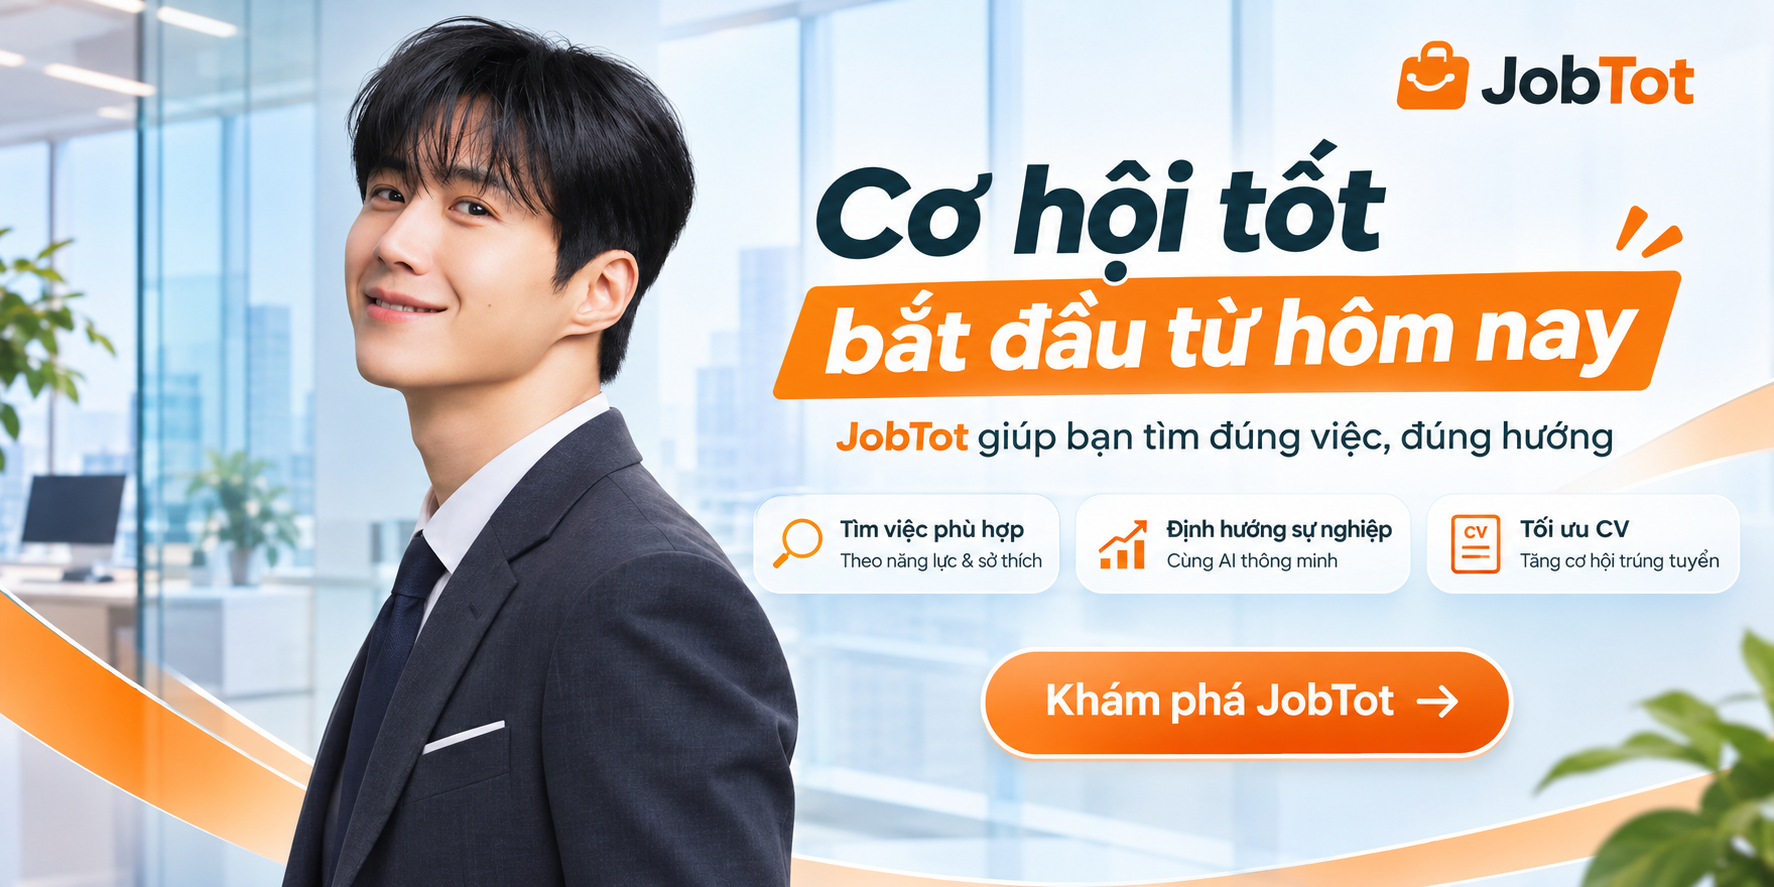 JobTot
Cơ hội tốt
bắt đầu từ hôm nay
JobTot giúp bạn tìm đúng việc, đúng hướng
Tìm việc phù hợp
Theo năng lực & sở thích
Định hướng sự nghiệp
Cùng AI thông minh
CV
Tối ưu CV
Tăng cơ hội trúng tuyển
Khám phá JobTot →